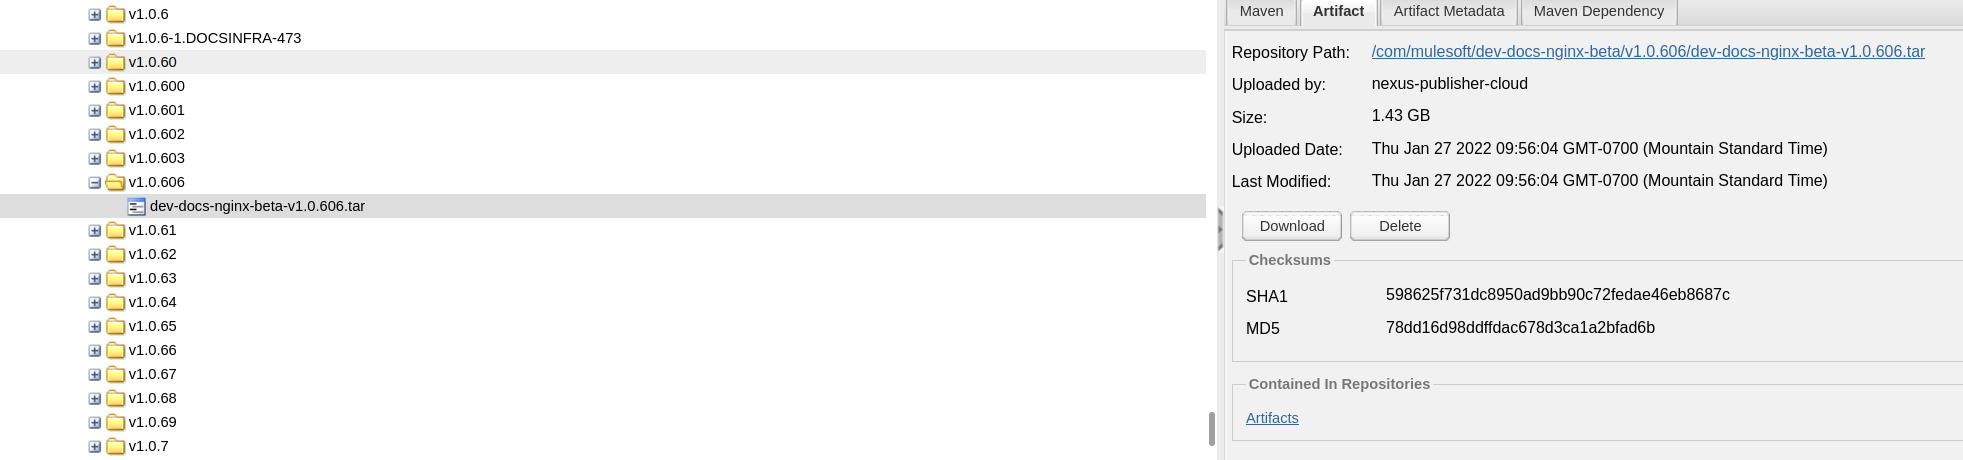 v1.0.6
v1.0.6-1.DOCSINFRA-473
v1.0.60
v1.0.600
v1.0.601
v1.0.602
v1.0.603
v1.0.606
dev-docs-nginx-beta-v1.0.606.tar
v1.0.61
v1.0.62
v1.0.63
v1.0.64
v1.0.65
v1.0.66
v1.0.67
v1.0.68
v1.0.69
v1.0.7
Maven Artifact Artifact Metadata Maven Dependency
Repository Path: /com/mulesoft/dev-docs-nginx-beta/v1.0.606/dev-docs-nginx-beta-v1.0.606.tar
Uploaded by: nexus-publisher-cloud
Size: 1.43 GB
Uploaded Date: Thu Jan 27 2022 09:56:04 GMT-0700 (Mountain Standard Time)
Last Modified: Thu Jan 27 2022 09:56:04 GMT-0700 (Mountain Standard Time)
Download Delete
Checksums
SHA1 598625f731dc8950ad9bb90c72fedae46eb8687c
MD5 78dd16d98ddffdac678d3ca1a2bfad6b
Contained In Repositories
Artifacts